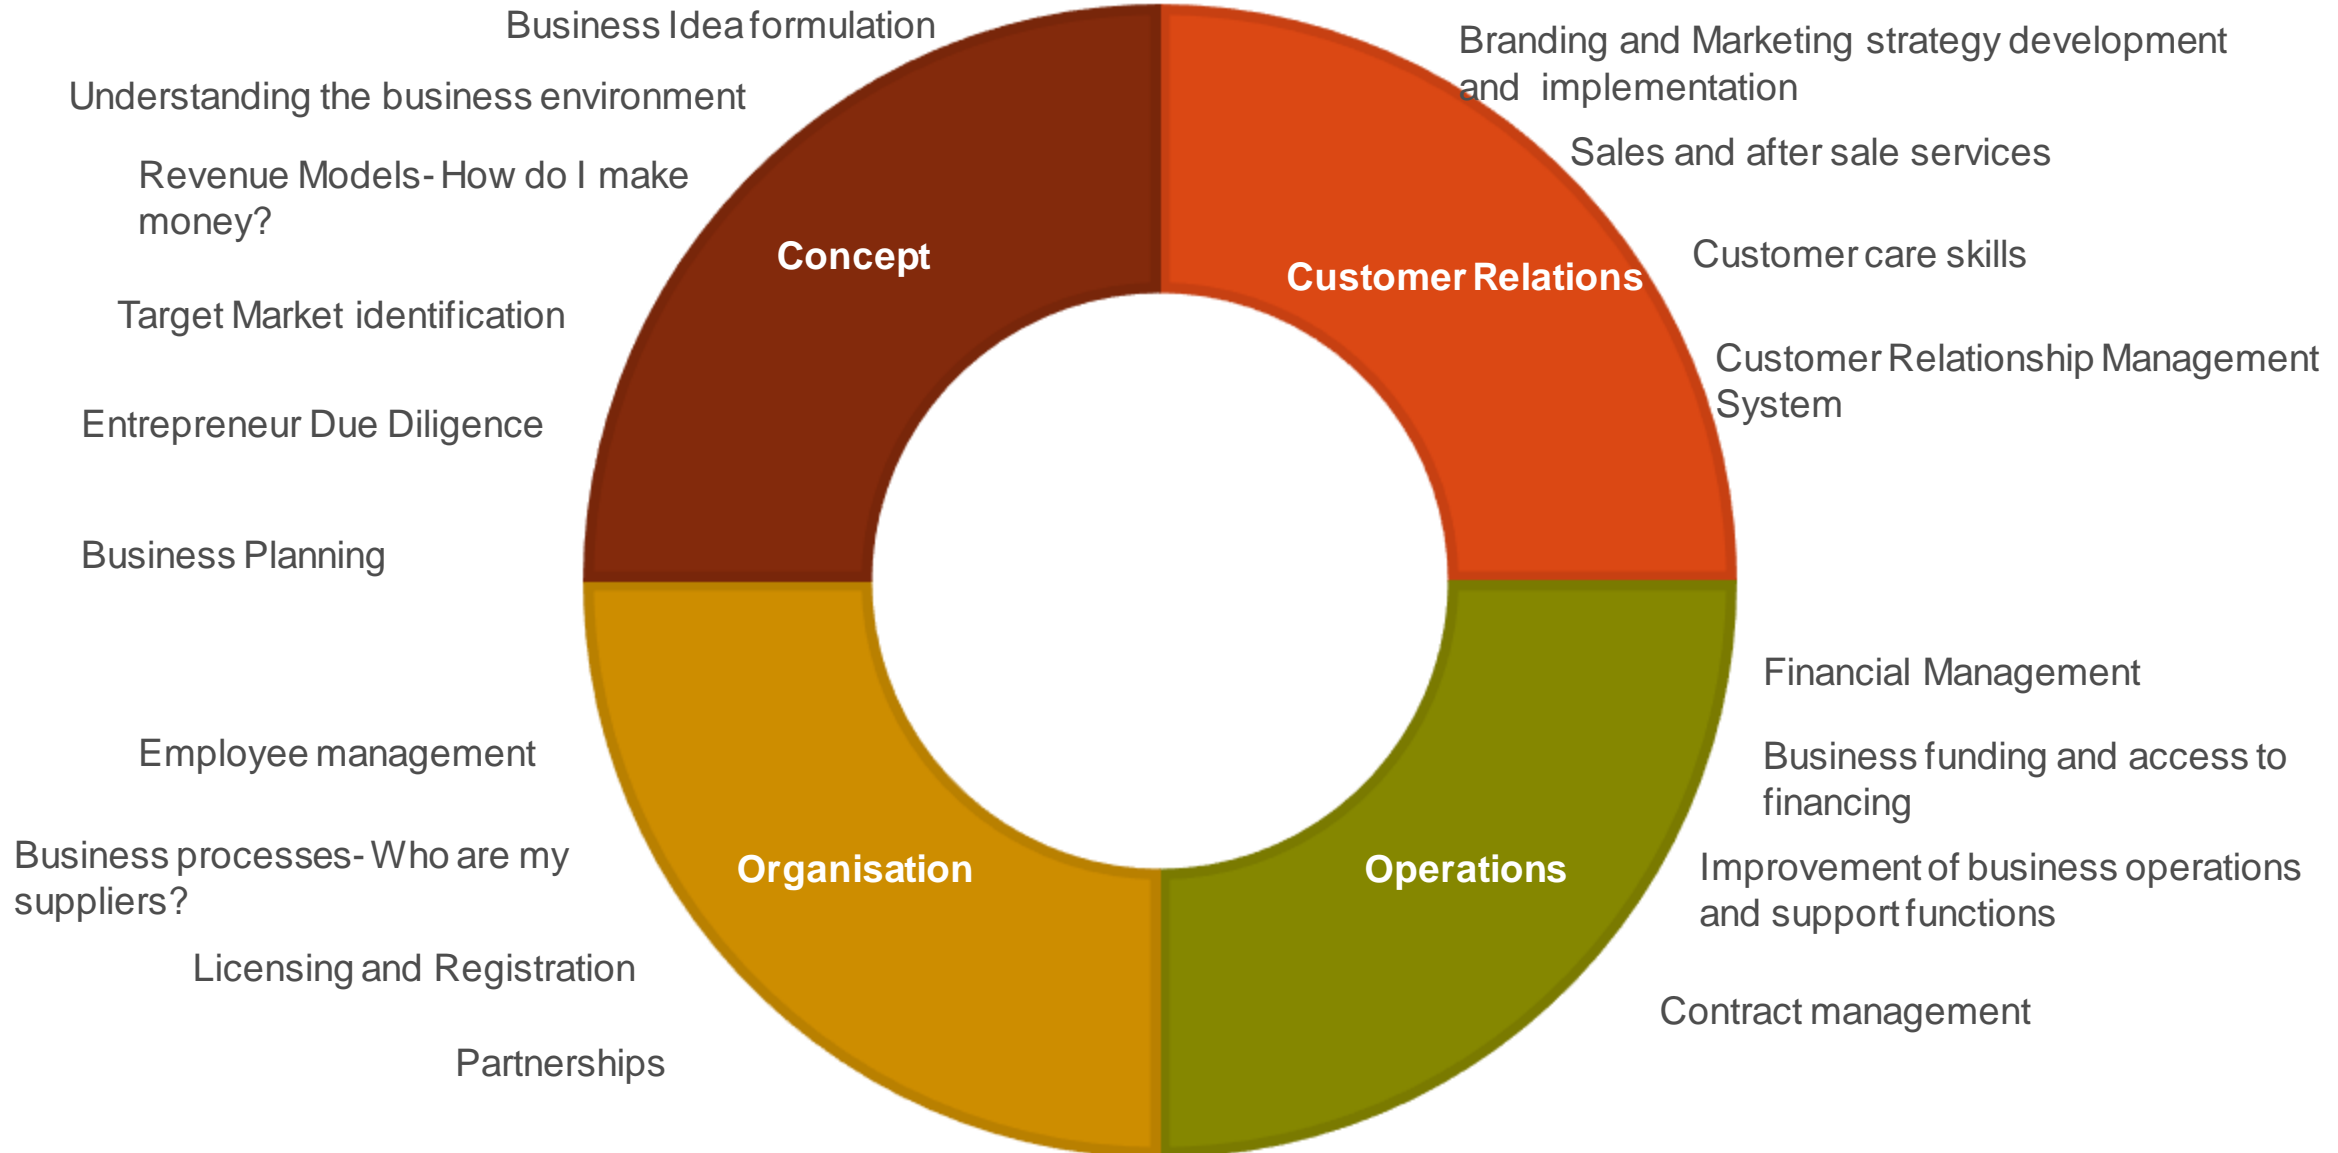 Business Idea formulation
Understanding the business environment
Revenue Models- How do I make
money?
Target Market identification
Entrepreneur Due Diligence
Business Planning
Concept
Branding and Marketing strategy development
and implementation
Sales and after sale services
Customer care skills
Customer Relationship Management
System
Customer Relations
Employee management
Business processes- Who are my
suppliers?
Licensing and Registration
Partnerships
Organisation
Financial Management
Business funding and access to
financing
Improvement of business operations
and support functions
Contract management
Operations